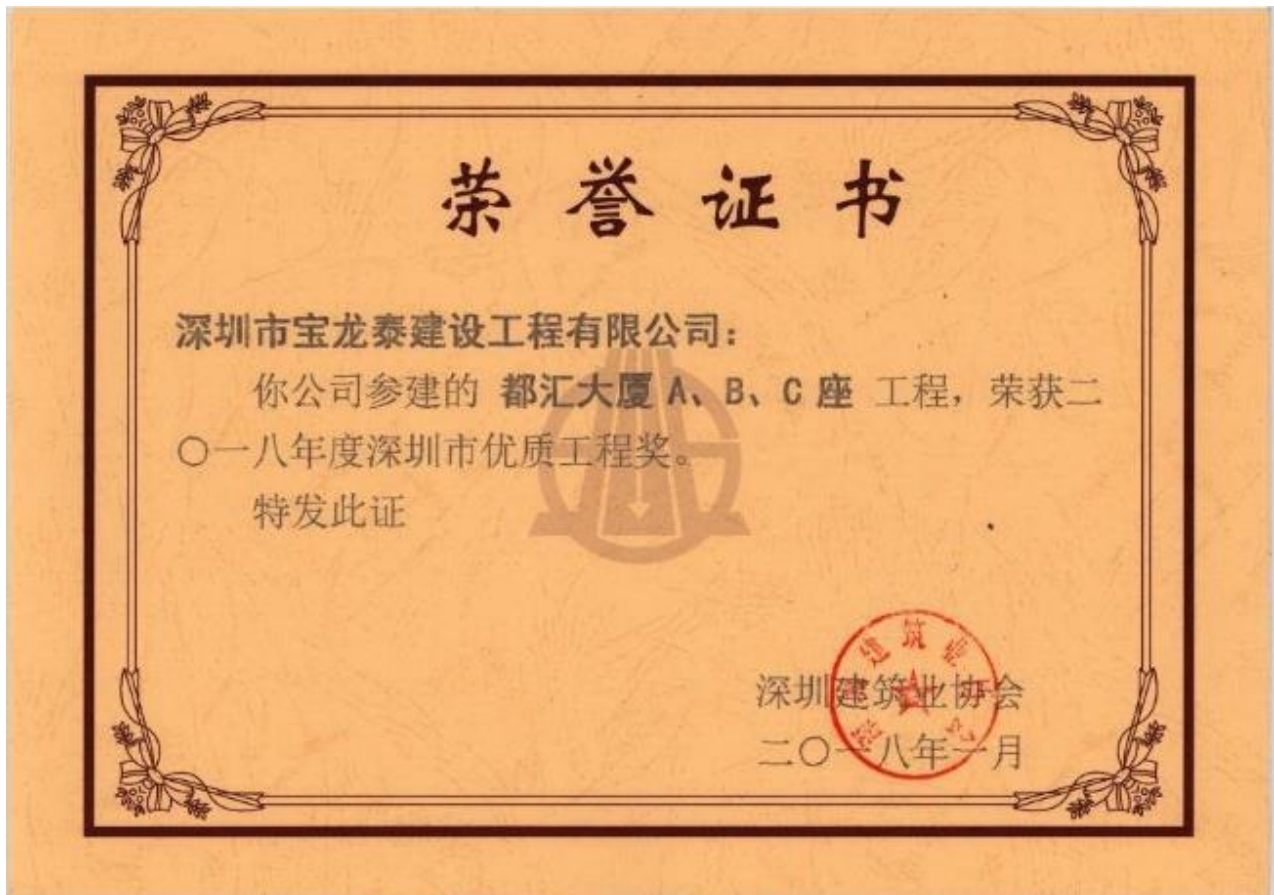 荣誉证书
深圳市宝龙泰建设工程有限公司：
你公司参建的 都汇大厦 A、B、C 座 工程，荣获二
〇一八年度深圳市优质工程奖。
特发此证
深圳建筑业协会
二〇一八年一月